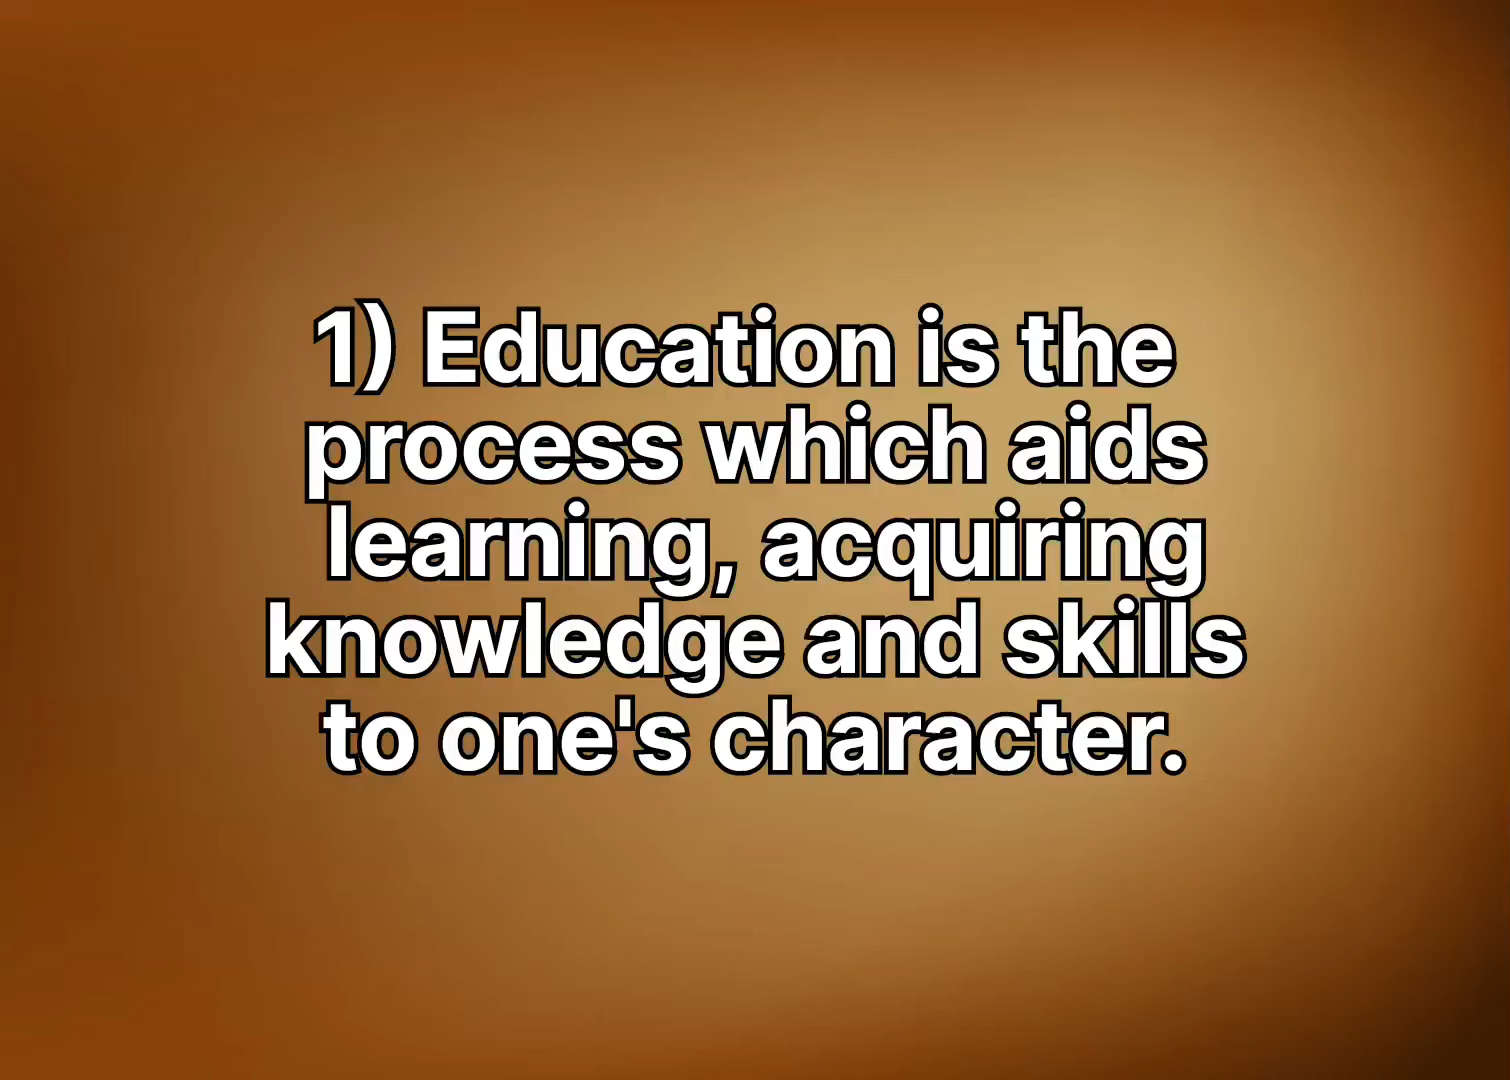 1) Education is the
process which aids
learning, acquiring
knowledge and skills
to one's character.